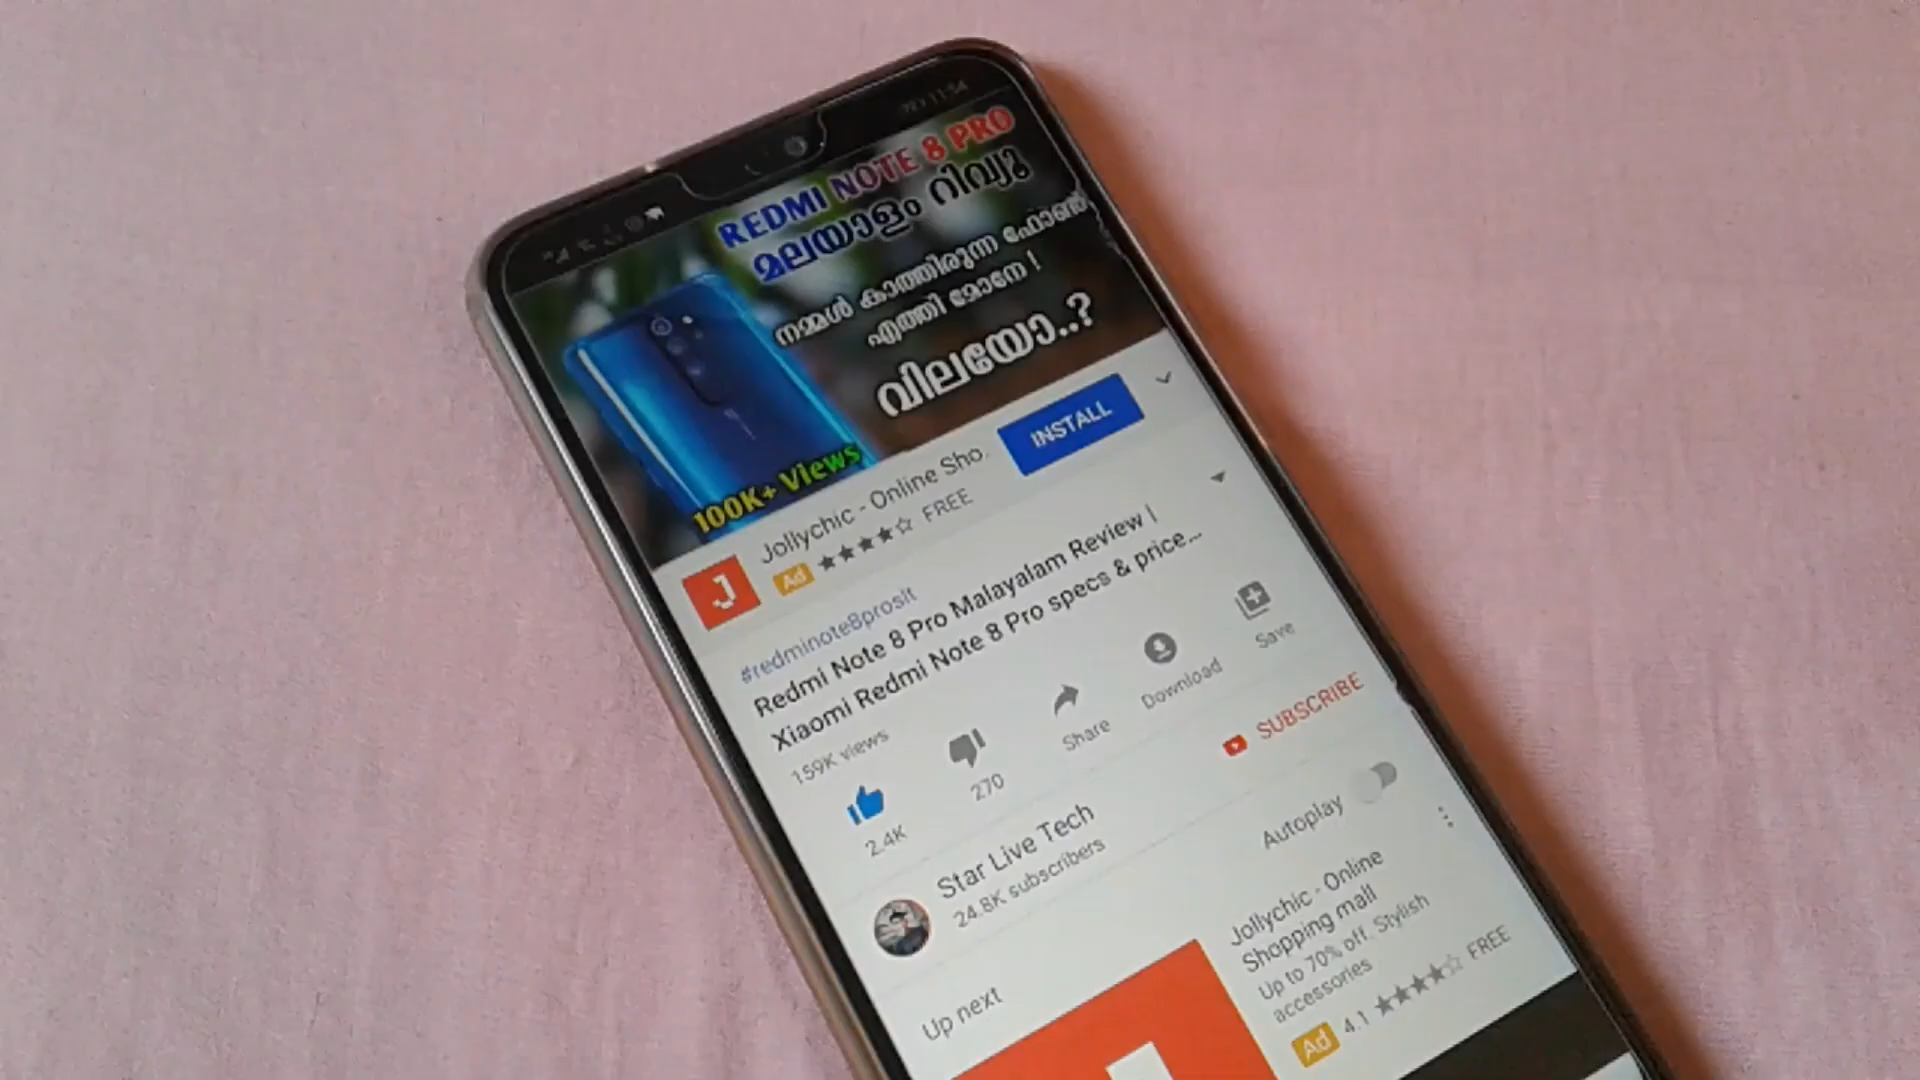 11:54
REDMI NOTE 8 PRO
മലയാളം റിവ്യൂ
നമ്മൾ കാത്തിരുന്ന ഫോൺ
എത്തി മോനേ !
വിലയോ..?
100K+ Views
J
Jollychic - Online Sho.
Ad ★★★★☆ FREE
INSTALL
#redminote8prosit
Redmi Note 8 Pro Malayalam Review |
Xiaomi Redmi Note 8 Pro specs & price...
159K views
2.4K
270
Share
Download
Save
Star Live Tech
24.8K subscribers
SUBSCRIBE
Up next
Autoplay
Jollychic - Online
Shopping mall
Up to 70% off. Stylish
accessories
Ad 4.1 ★★★★☆ FREE